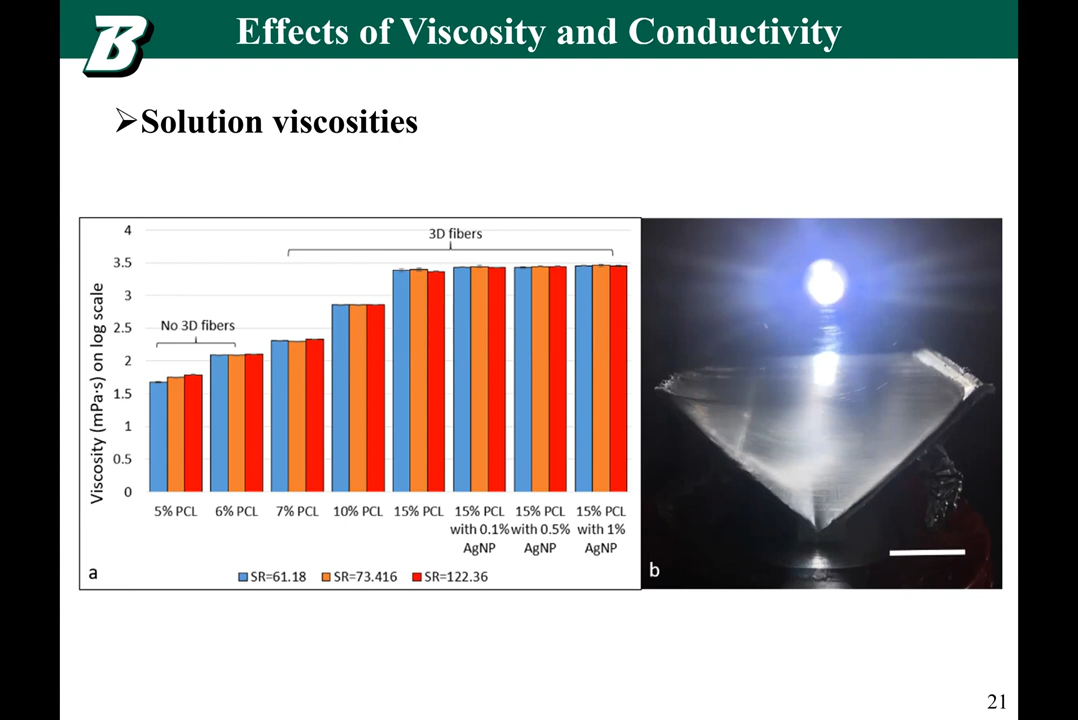 B
Effects of Viscosity and Conductivity
➢Solution viscosities
Viscosity (mPa·s) on log scale
4
3.5
3
2.5
2
1.5
1
0.5
0
No 3D fibers
3D fibers
5% PCL
6% PCL
7% PCL
10% PCL
15% PCL
15% PCL with 0.1% AgNP
15% PCL with 0.5% AgNP
15% PCL with 1% AgNP
SR=61.18
SR=73.416
SR=122.36
a
b
21